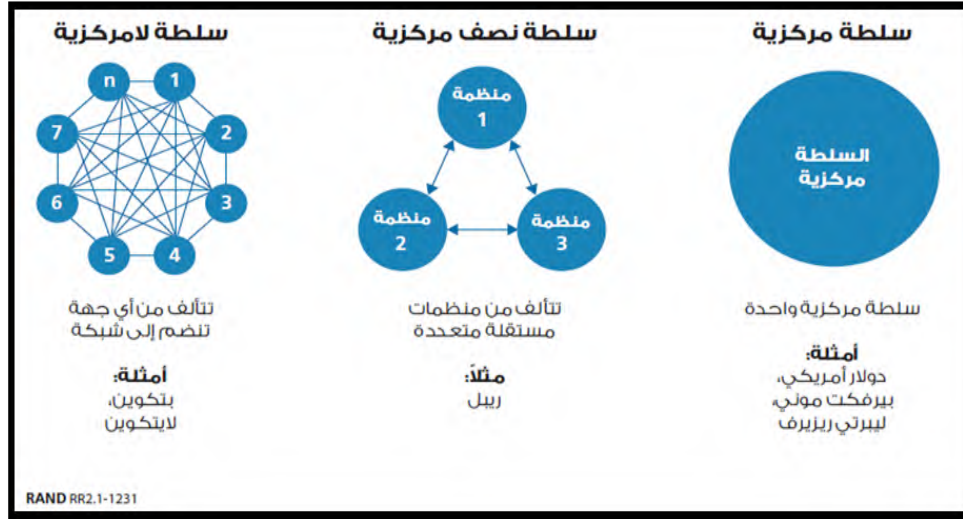 سلطة مركزية
السلطة
مركزية
سلطة مركزية واحدة
أمثلة:
دولار أمريكي،
بيرفكت موني،
ليبرتي ريزيرف
سلطة نصف مركزية
منظمة
1
منظمة
2
منظمة
3
تتألف من منظمات
مستقلة متعددة
مثلاً:
ريبل
سلطة لامركزية
n
1
7
2
6
3
5
4
تتألف من أي جهة
تنضم إلى شبكة
أمثلة:
بتكوين،
لايتكوين
RAND RR2.1-1231